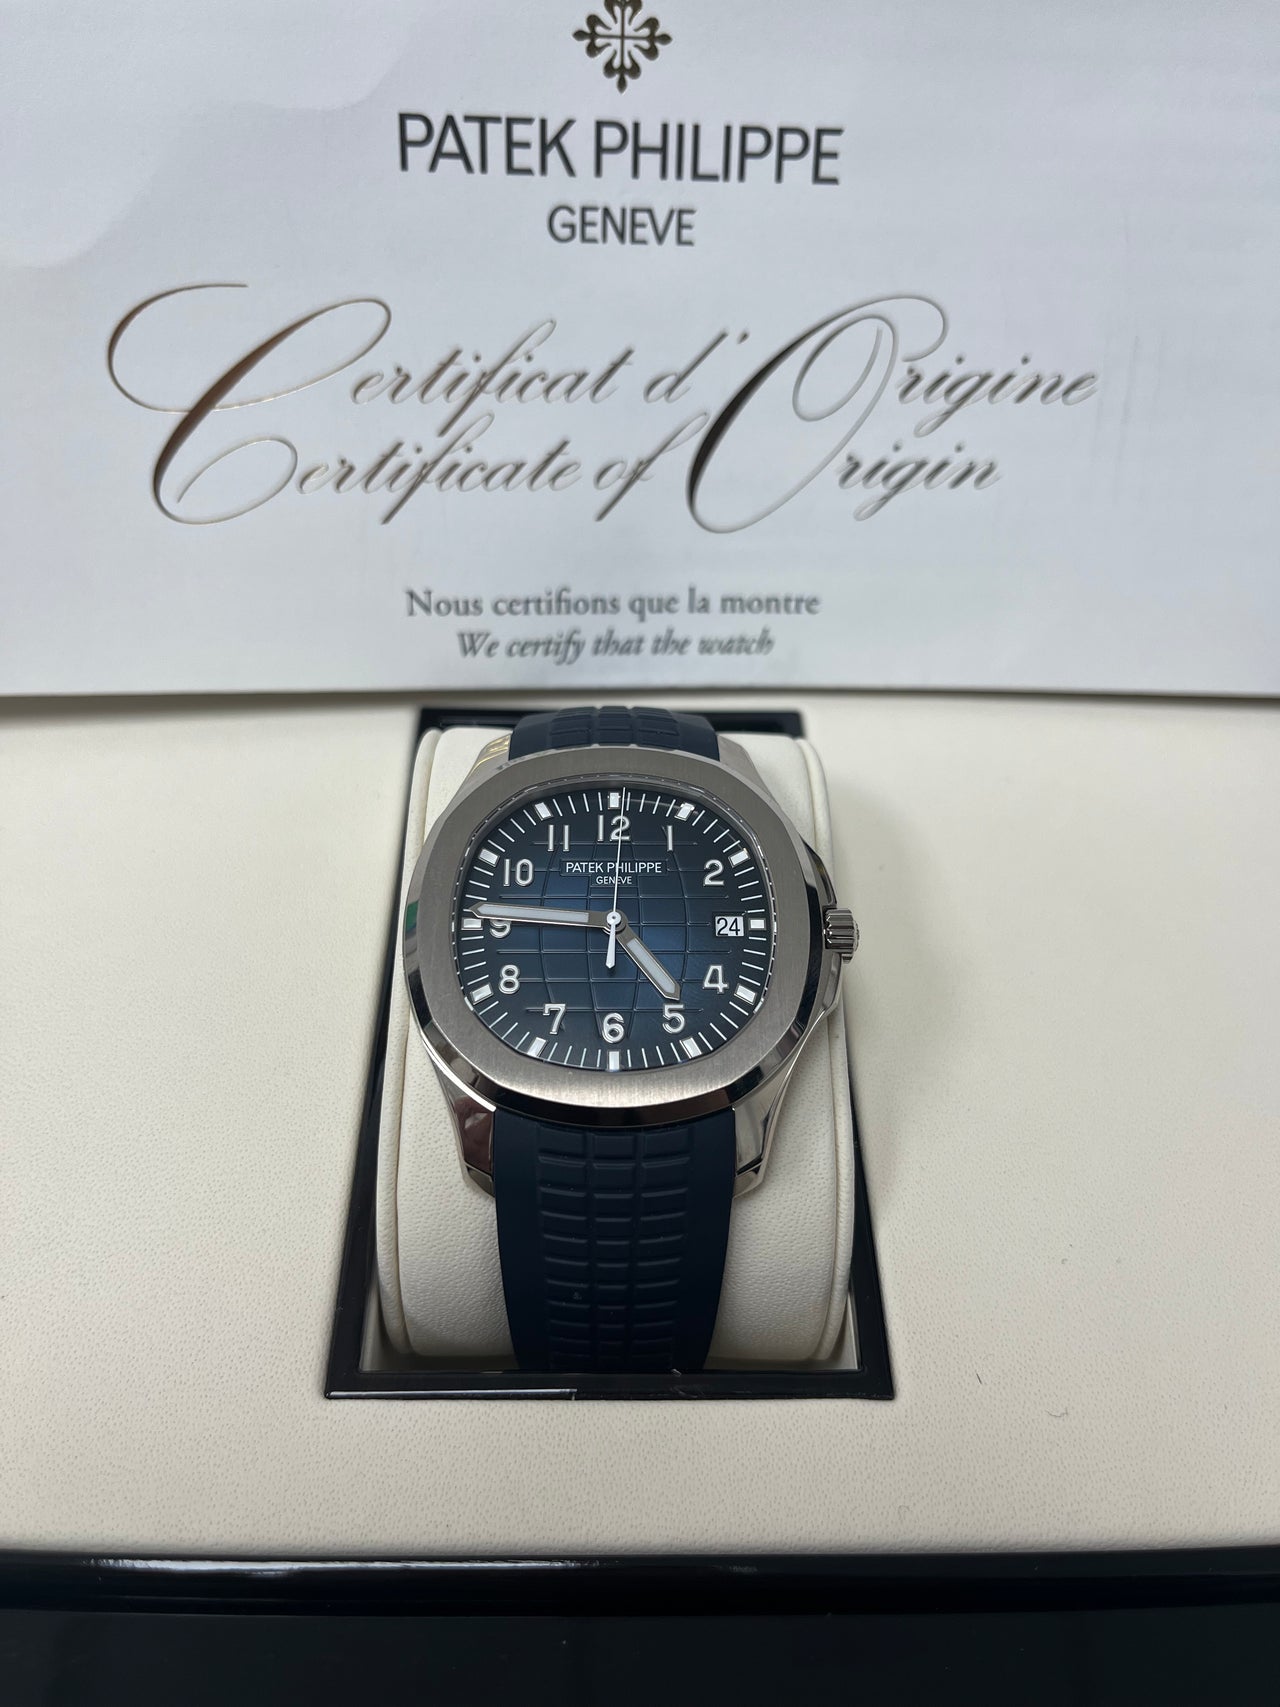 PATEK PHILIPPE
GENEVE
Certificat d'Origine
Certificate of Origin
Nous certifions que la montre
We certify that the watch
12
11 1
10 2
PATEK PHILIPPE
GENEVE
9 24
8 4
7 5
6